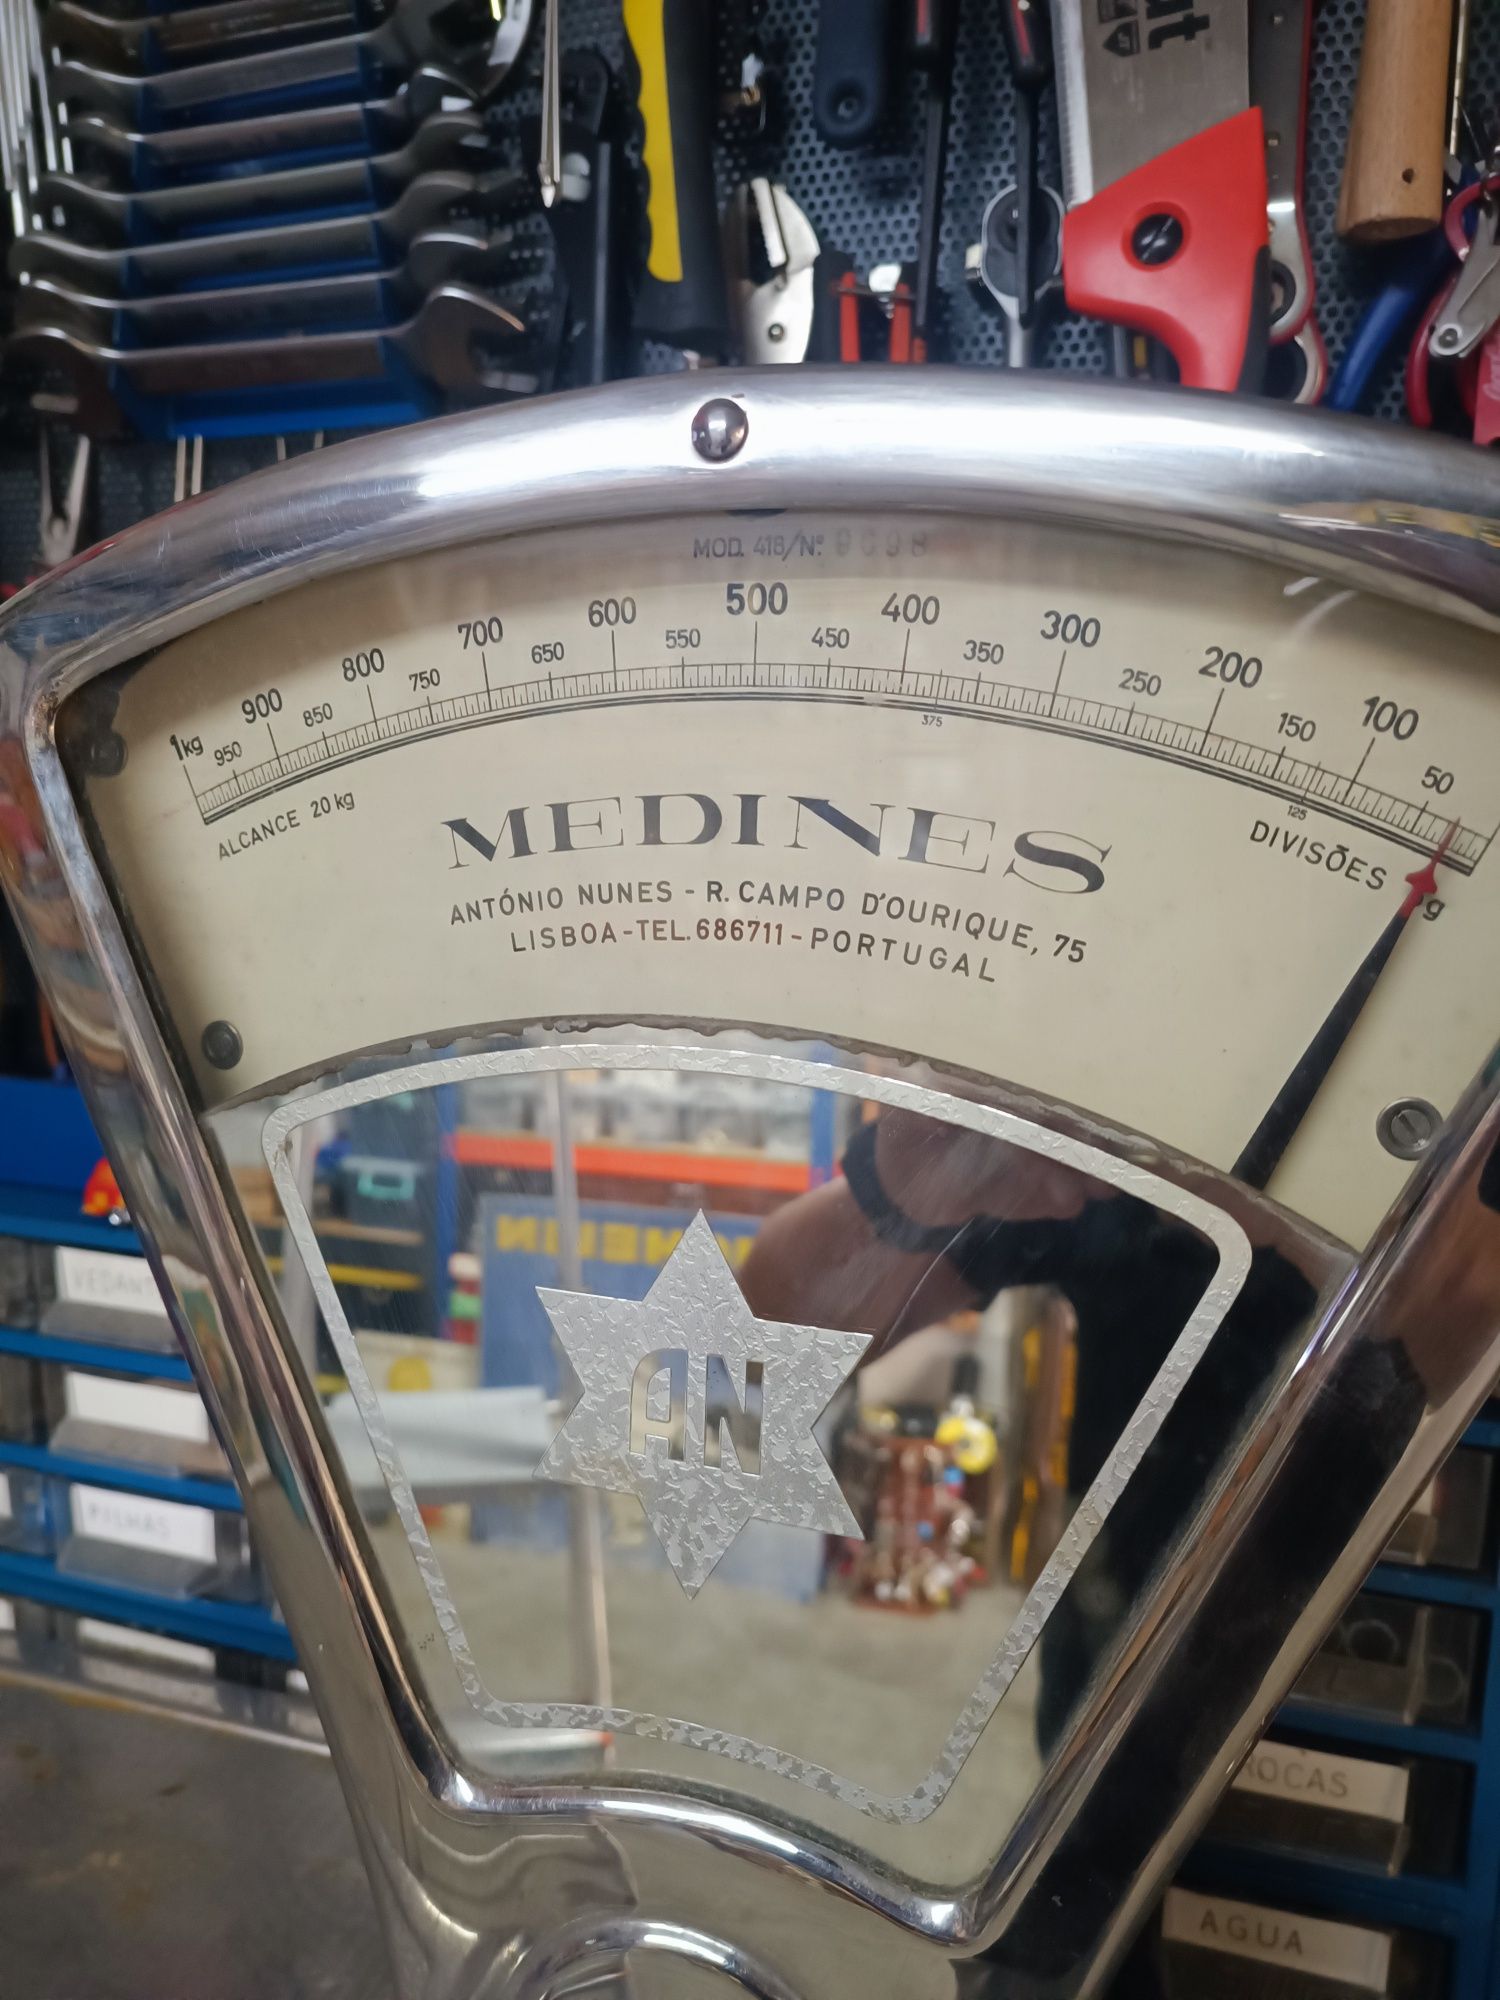 MOD. 418/Nº 9698
500
600
400
700
300
800
200
900
100
1kg
550
450
650
350
750
250
850
150
950
50
375
125
ALCANCE 20 kg
DIVISÕES
g
MEDINES
ANTÓNIO NUNES - R. CAMPO D'OURIQUE, 75
LISBOA - TEL. 686711 - PORTUGAL
AN
PILHAS
AGUA